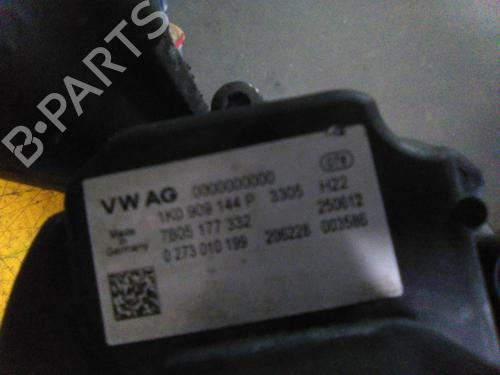 B-PARTS
076
VW AG 0000000000
1K0 909 144 P 3305 H22
Made in Germany 7805 177 332 250612
0 273 010 199 206228 003586